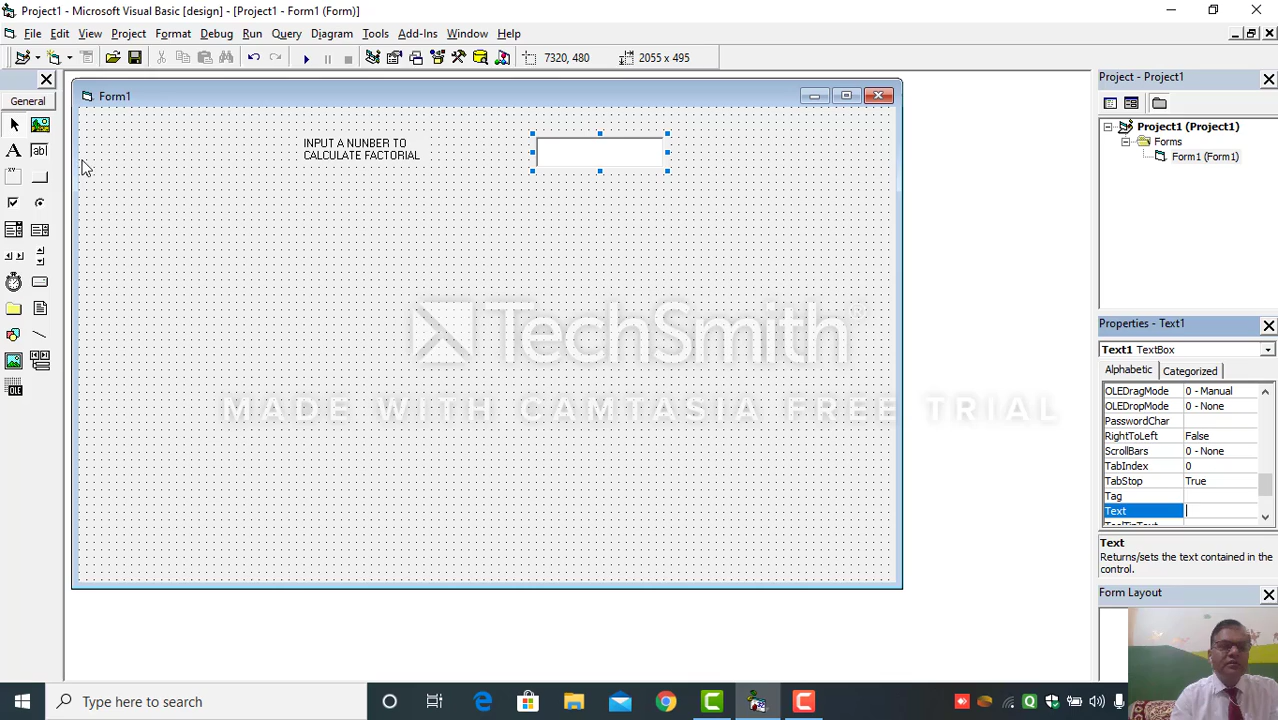 Project1 - Microsoft Visual Basic [design] - [Project1 - Form1 (Form)]
File Edit View Project Format Debug Run Query Diagram Tools Add-Ins Window Help
7320, 480 2055 x 495
General
Form1
INPUT A NUNBER TO
CALCULATE FACTORIAL
TechSmith
MADE WITH CAMTASIA FREE TRIAL
Project - Project1
Project1 (Project1)
Forms
Form1 (Form1)
Properties - Text1
Text1 TextBox
Alphabetic Categorized
OLEDragMode 0 - Manual
OLEDropMode 0 - None
PasswordChar
RightToLeft False
ScrollBars 0 - None
TabIndex 0
TabStop True
Tag
Text
Text
Returns/sets the text contained in the
control.
Form Layout
Type here to search